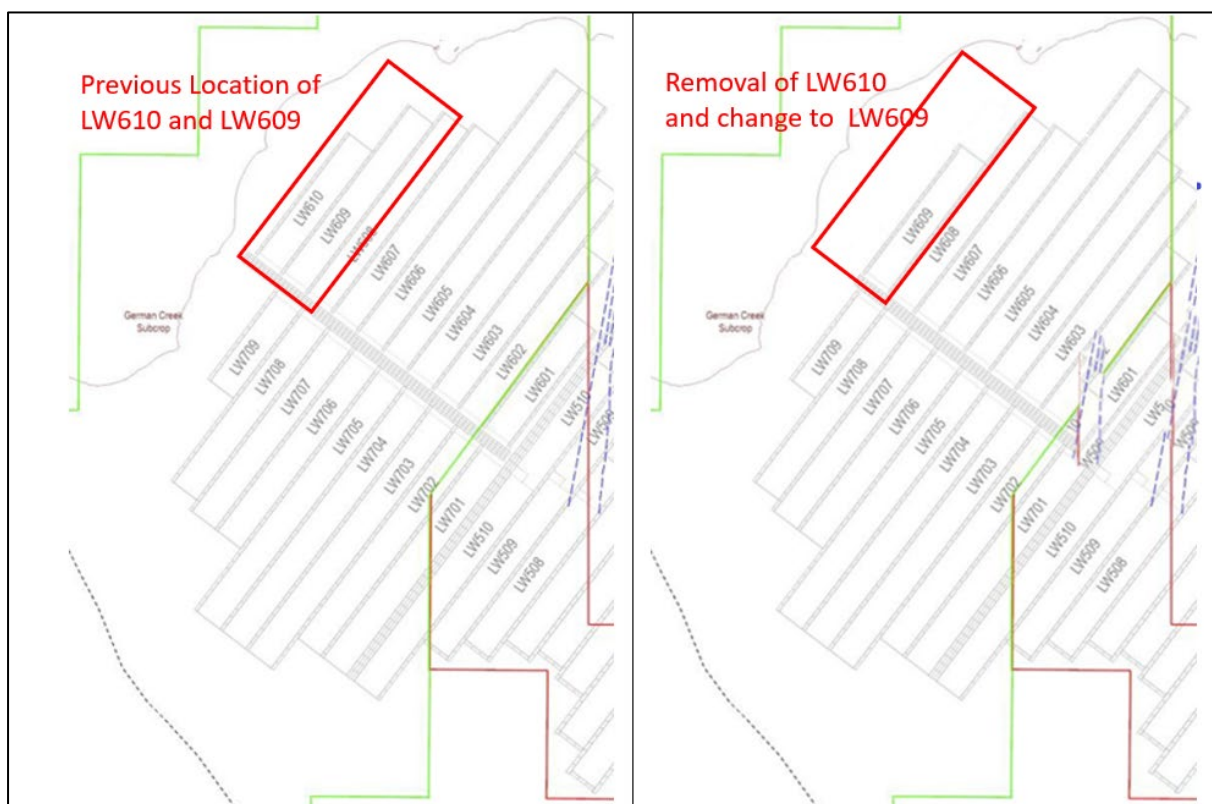 Previous Location of
LW610 and LW609
LW610
LW609
LW608
LW607
LW606
LW605
LW604
LW603
LW602
LW601
LW510
LW509
German Creek
Subcrop
LW709
LW708
LW707
LW706
LW705
LW704
LW703
LW702
LW701
LW510
LW509
LW508
Removal of LW610
and change to LW609
LW609
LW608
LW607
LW606
LW605
LW604
LW603
LW601
German Creek
Subcrop
LW709
LW708
LW707
LW706
LW705
LW704
LW703
LW702
LW701
LW510
LW509
LW508